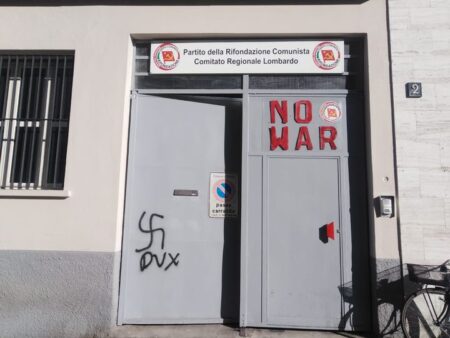 Partito della Rifondazione Comunista
Comitato Regionale Lombardo
NO
WAR
2
passo
carrabile
DVX